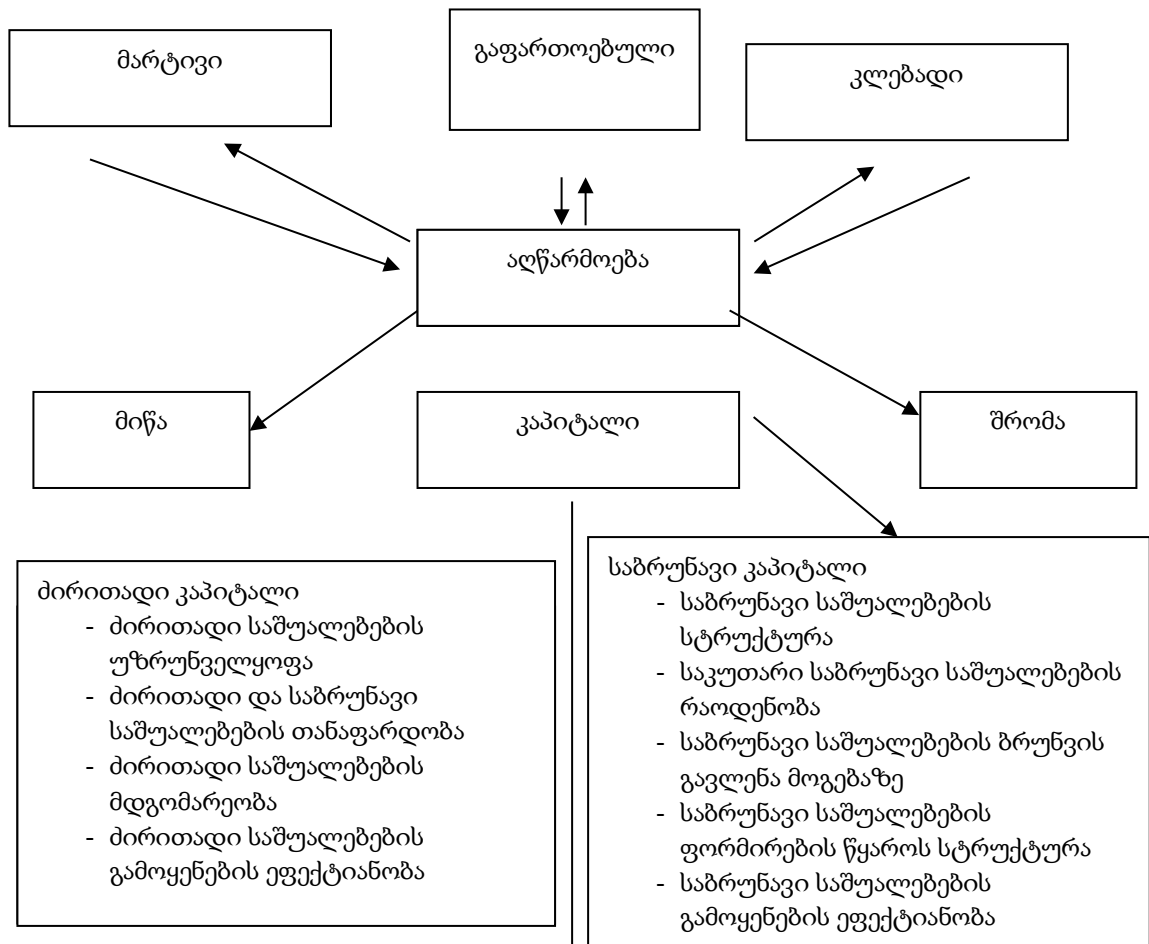 მარტივი
გაფართოებული
კლებადი
აღწარმოება
მიწა
კაპიტალი
შრომა
ძირითადი კაპიტალი
- ძირითადი საშუალებების
უზრუნველყოფა
- ძირითადი და საბრუნავი
საშუალებების თანაფარდობა
- ძირითადი საშუალებების
მდგომარეობა
- ძირითადი საშუალებების
გამოყენების ეფექტიანობა
საბრუნავი კაპიტალი
- საბრუნავი საშუალებების
სტრუქტურა
- საკუთარი საბრუნავი საშუალებების
რაოდენობა
- საბრუნავი საშუალებების ბრუნვის
გავლენა მოგებაზე
- საბრუნავი საშუალებების
ფორმირების წყაროს სტრუქტურა
- საბრუნავი საშუალებების
გამოყენების ეფექტიანობა